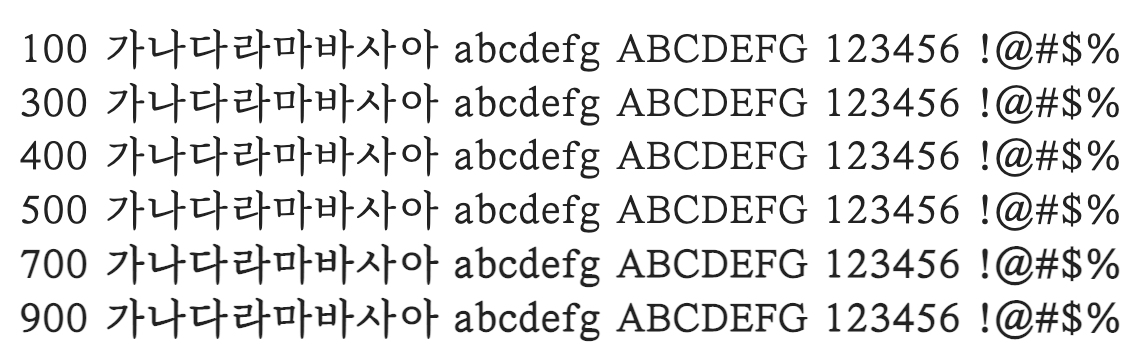 100 가나다라마바사아 abcdefg ABCDEFG 123456 !@#$%
300 가나다라마바사아 abcdefg ABCDEFG 123456 !@#$%
400 가나다라마바사아 abcdefg ABCDEFG 123456 !@#$%
500 가나다라마바사아 abcdefg ABCDEFG 123456 !@#$%
700 가나다라마바사아 abcdefg ABCDEFG 123456 !@#$%
900 가나다라마바사아 abcdefg ABCDEFG 123456 !@#$%